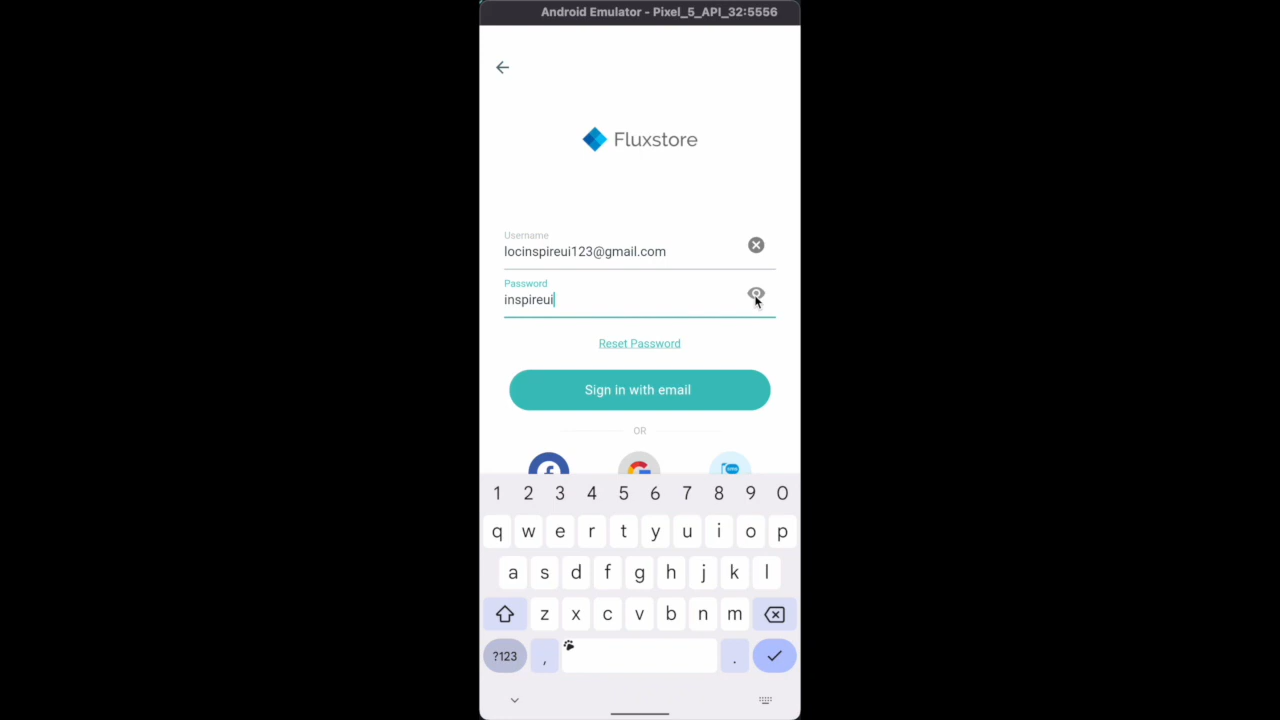 Android Emulator - Pixel_5_API_32:5556
Fluxstore
Username
locinspireui123@gmail.com
Password
inspireui
Reset Password
Sign in with email
OR
1 2 3 4 5 6 7 8 9 0
q w e r t y u i o p
a s d f g h j k l
z x c v b n m
?123 , .